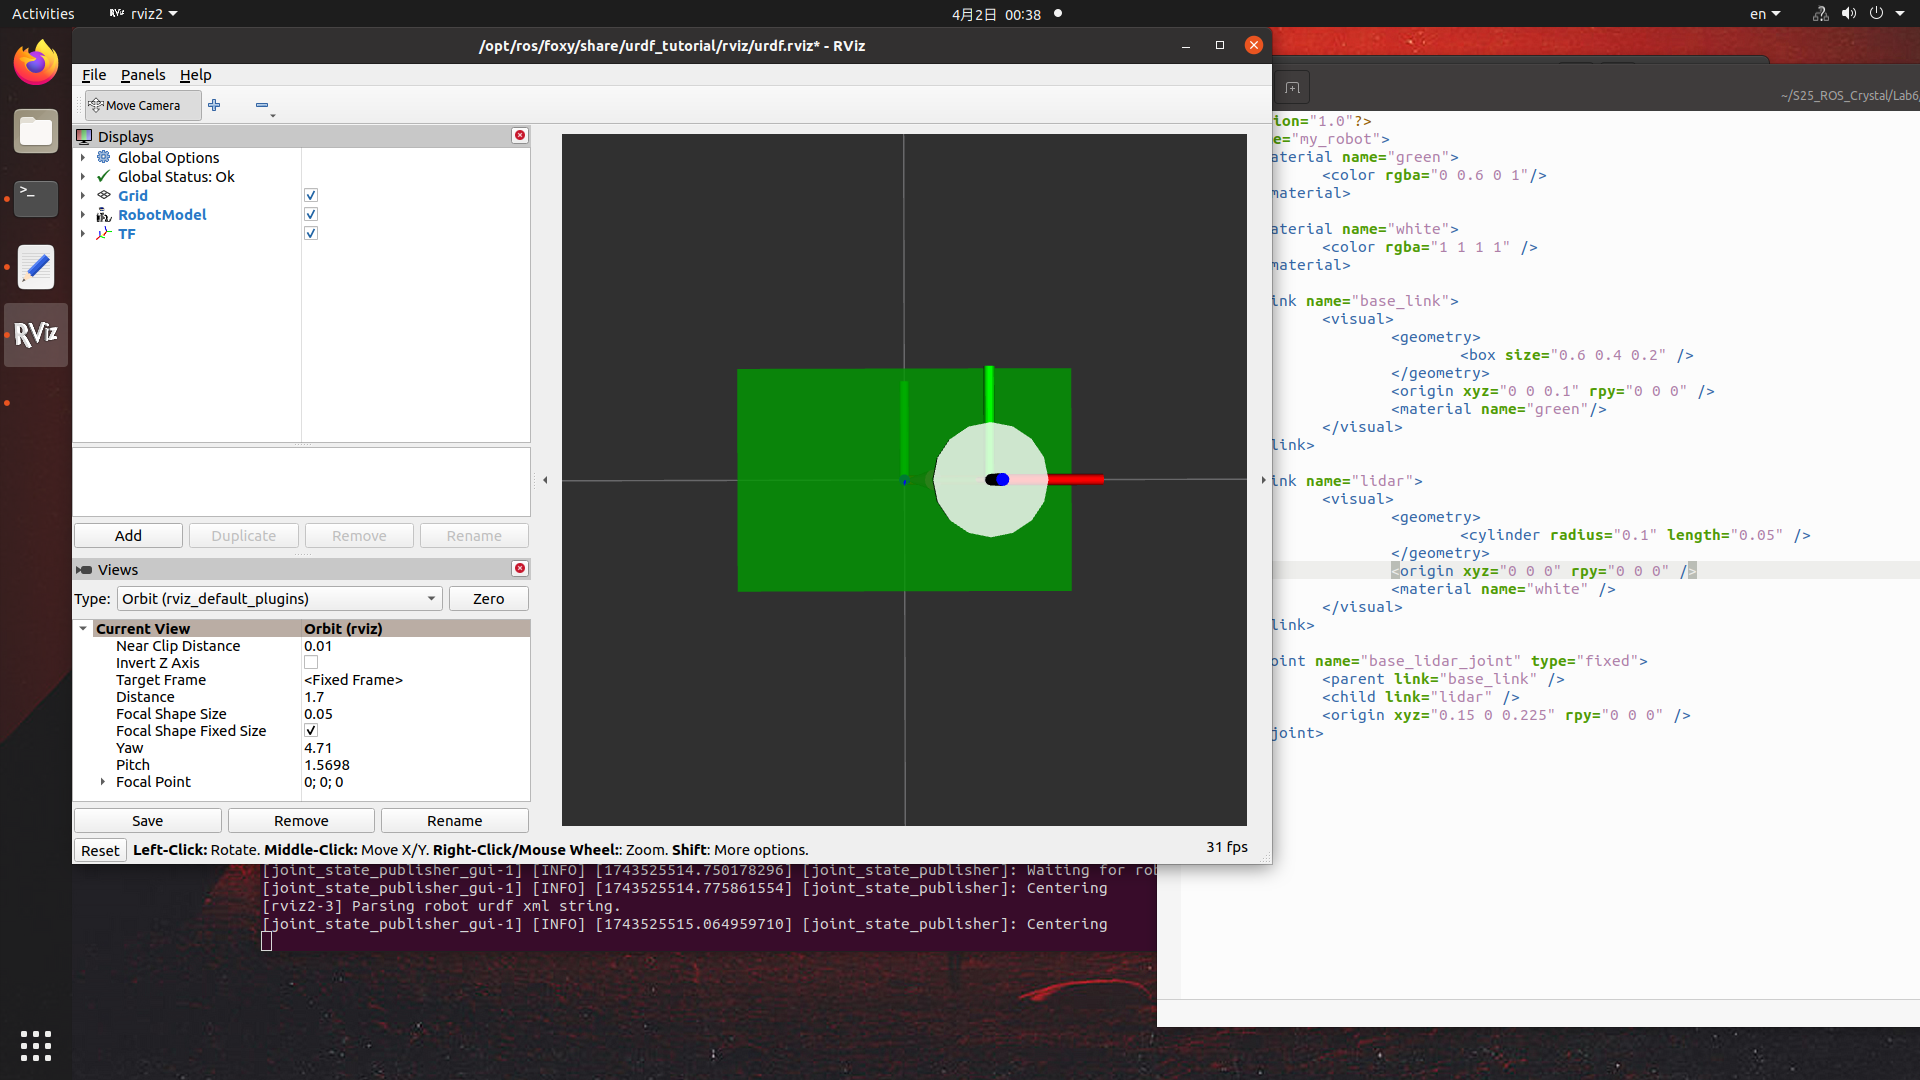 Activities
RViz rviz2
4月2日 00:38
en
/opt/ros/foxy/share/urdf_tutorial/rviz/urdf.rviz* - RViz
File Panels Help
Move Camera
Displays
Global Options
Global Status: Ok
Grid
RobotModel
TF
Add Duplicate Remove Rename
Views
Type: Orbit (rviz_default_plugins) Zero
Current View Orbit (rviz)
Near Clip Distance 0.01
Invert Z Axis
Target Frame <Fixed Frame>
Distance 1.7
Focal Shape Size 0.05
Focal Shape Fixed Size
Yaw 4.71
Pitch 1.5698
Focal Point 0; 0; 0
Save Remove Rename
Reset Left-Click: Rotate. Middle-Click: Move X/Y. Right-Click/Mouse Wheel:: Zoom. Shift: More options.
31 fps
RViz
~/S25_ROS_Crystal/Lab6
ion="1.0"?>
e="my_robot">
aterial name="green">
<color rgba="0 0.6 0 1"/>
material>
aterial name="white">
<color rgba="1 1 1 1" />
material>
ink name="base_link">
<visual>
<geometry>
<box size="0.6 0.4 0.2" />
</geometry>
<origin xyz="0 0 0.1" rpy="0 0 0" />
<material name="green"/>
</visual>
link>
ink name="lidar">
<visual>
<geometry>
<cylinder radius="0.1" length="0.05" />
</geometry>
<origin xyz="0 0 0" rpy="0 0 0" />
<material name="white" />
</visual>
link>
oint name="base_lidar_joint" type="fixed">
<parent link="base_link" />
<child link="lidar" />
<origin xyz="0.15 0 0.225" rpy="0 0 0" />
joint>
[joint_state_publisher_gui-1] [INFO] [1743525514.750178296] [joint_state_publisher]: Waiting for rob
[joint_state_publisher_gui-1] [INFO] [1743525514.775861554] [joint_state_publisher]: Centering
[rviz2-3] Parsing robot urdf xml string.
[joint_state_publisher_gui-1] [INFO] [1743525515.064959710] [joint_state_publisher]: Centering